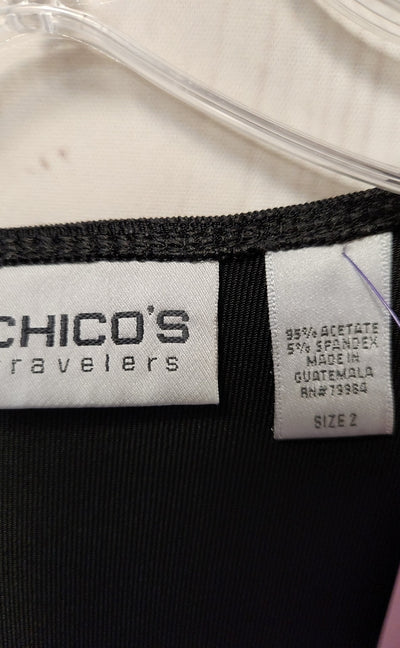 CHICO'S
travelers
95% ACETATE
5% SPANDEX
MADE IN
GUATEMALA
RN#79984
SIZE 2